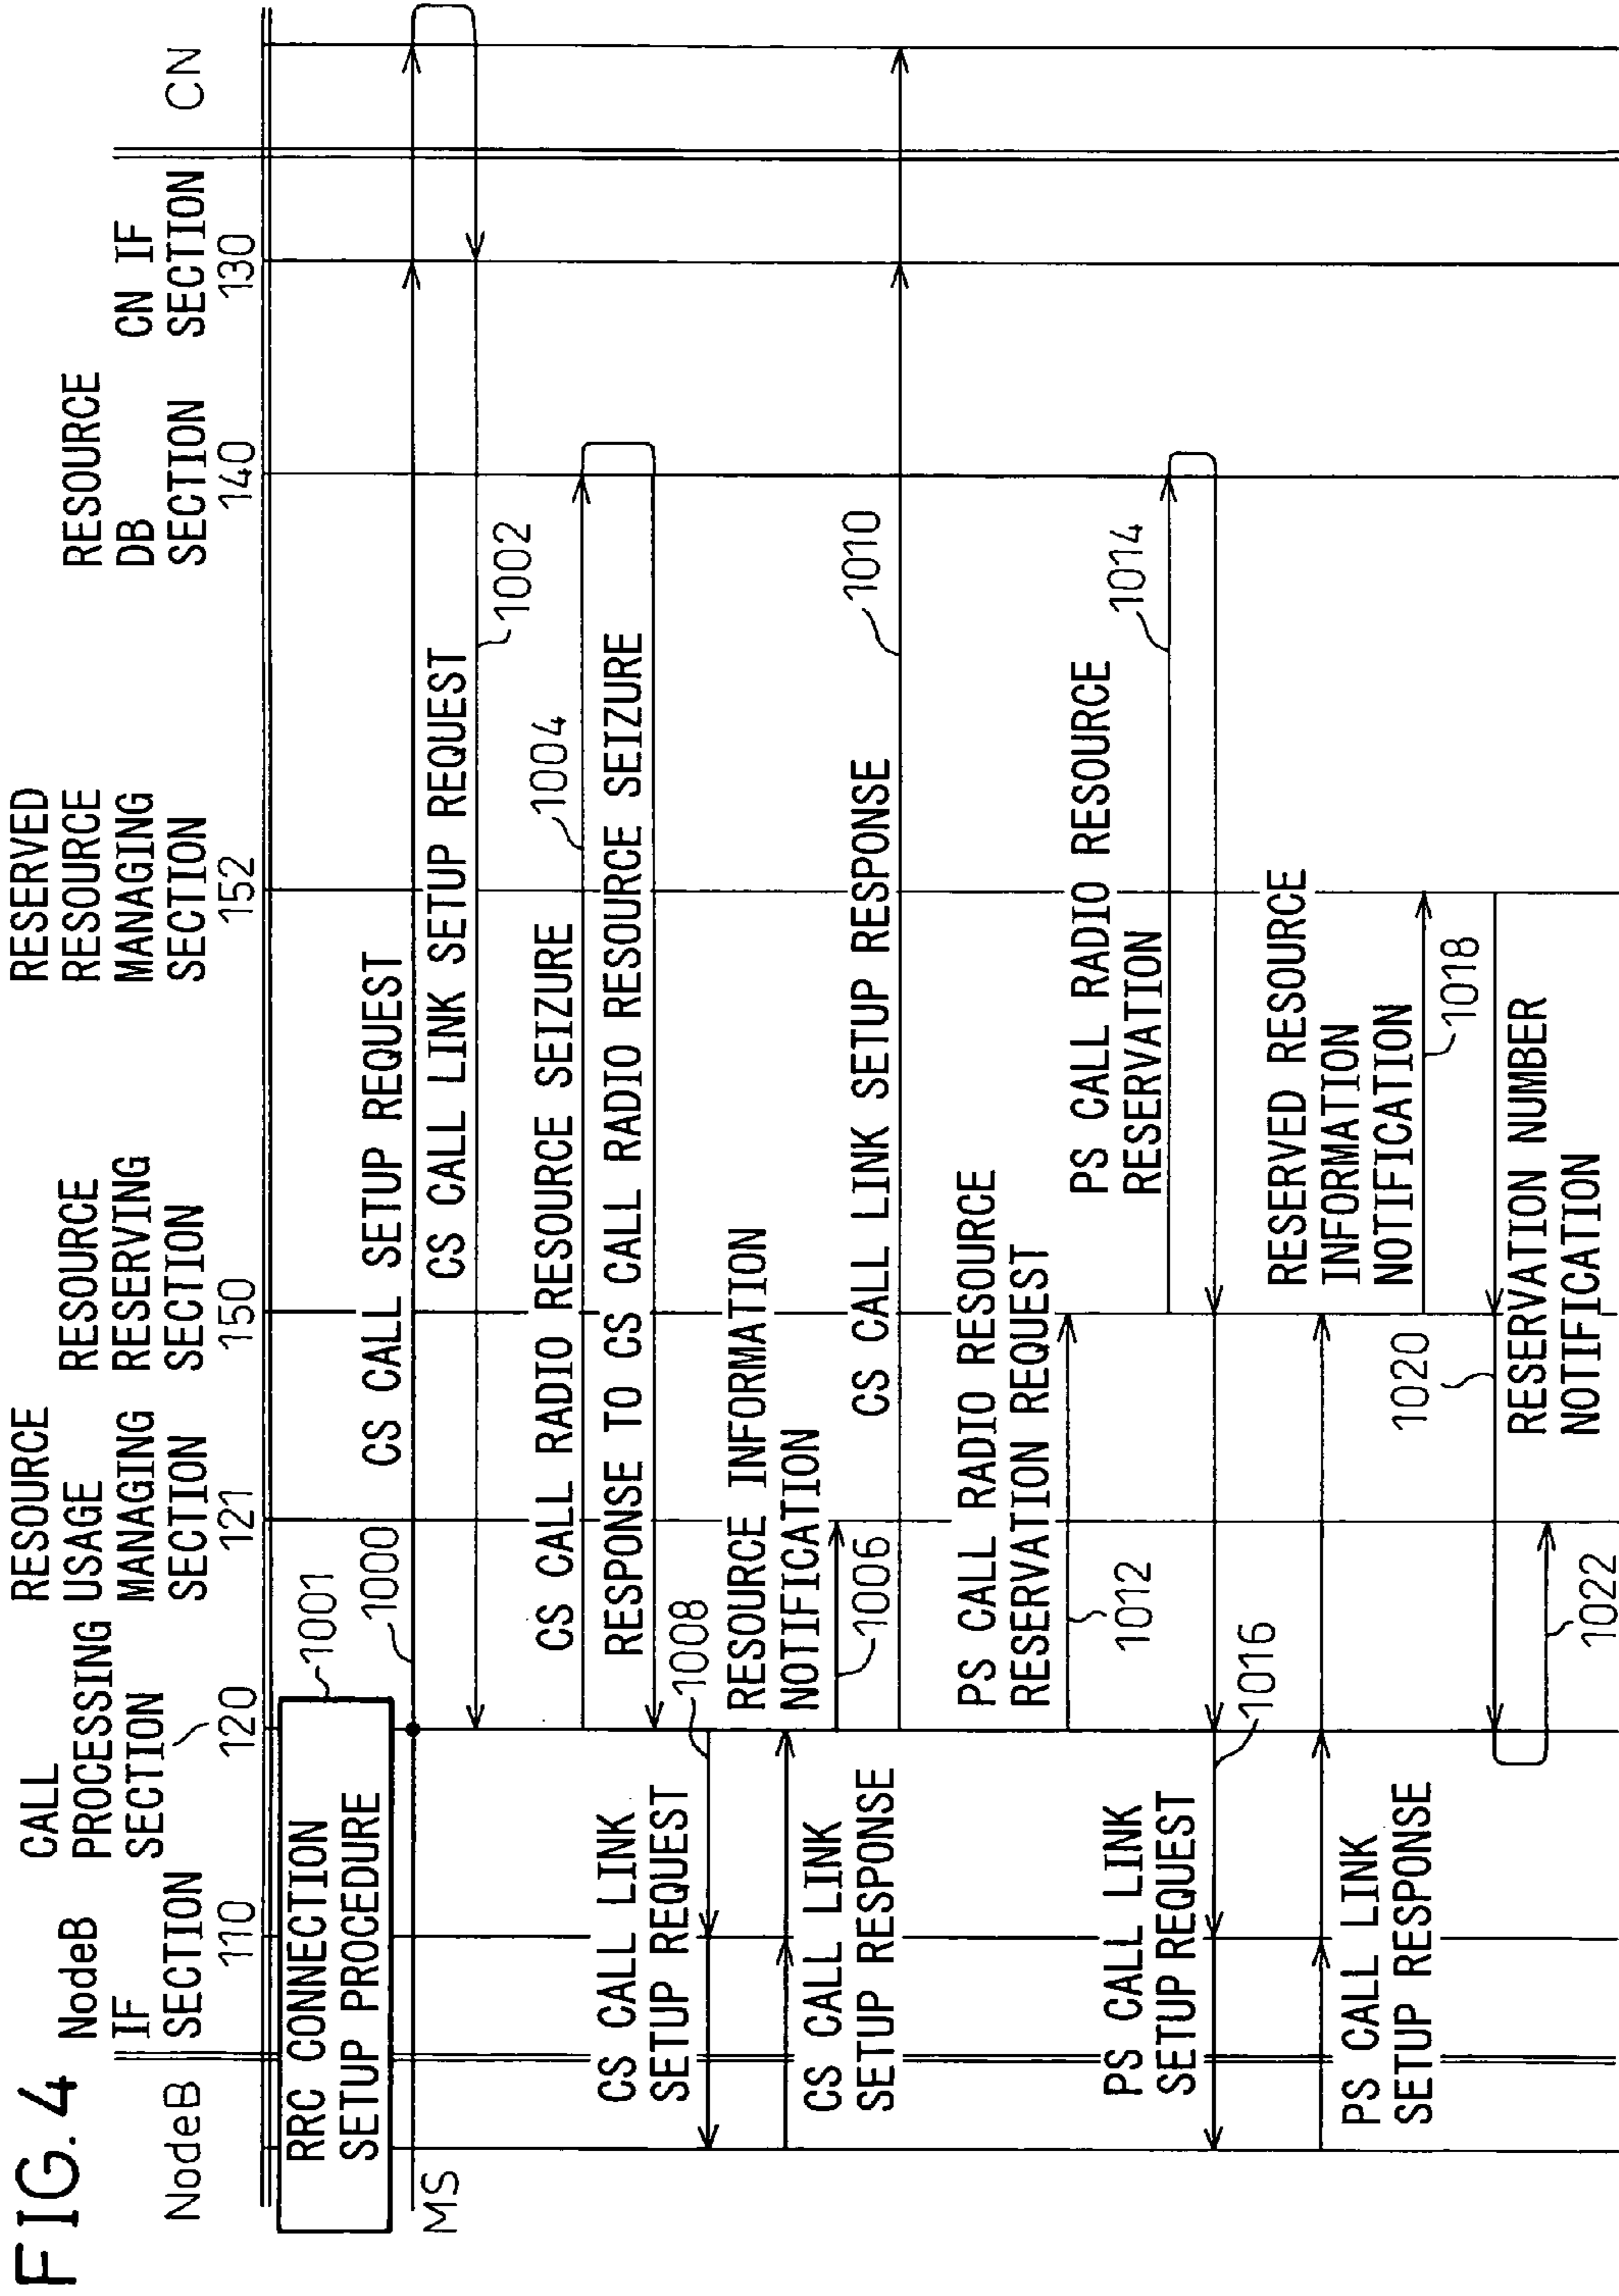 FIG. 4
NodeB
NodeB
IF
SECTION
110
CALL
PROCESSING
SECTION
120
RESOURCE
USAGE
MANAGING
SECTION
121
RESOURCE
RESERVING
SECTION
150
RESERVED
RESOURCE
MANAGING
SECTION
152
RESOURCE
DB
SECTION
140
CN IF
SECTION
130
CN
RRC CONNECTION
SETUP PROCEDURE
1001
MS
1000
CS CALL SETUP REQUEST
CS CALL LINK SETUP REQUEST
1002
CS CALL RADIO RESOURCE SEIZURE
1004
RESPONSE TO CS CALL RADIO RESOURCE SEIZURE
CS CALL LINK
SETUP REQUEST
1008
RESOURCE INFORMATION
NOTIFICATION
1006
CS CALL LINK
SETUP RESPONSE
CS CALL LINK SETUP RESPONSE
1010
PS CALL RADIO RESOURCE
RESERVATION REQUEST
1012
PS CALL RADIO RESOURCE
RESERVATION
1014
PS CALL LINK
SETUP REQUEST
1016
PS CALL LINK
SETUP RESPONSE
RESERVED RESOURCE
INFORMATION
NOTIFICATION
1018
1020
RESERVATION NUMBER
NOTIFICATION
1022